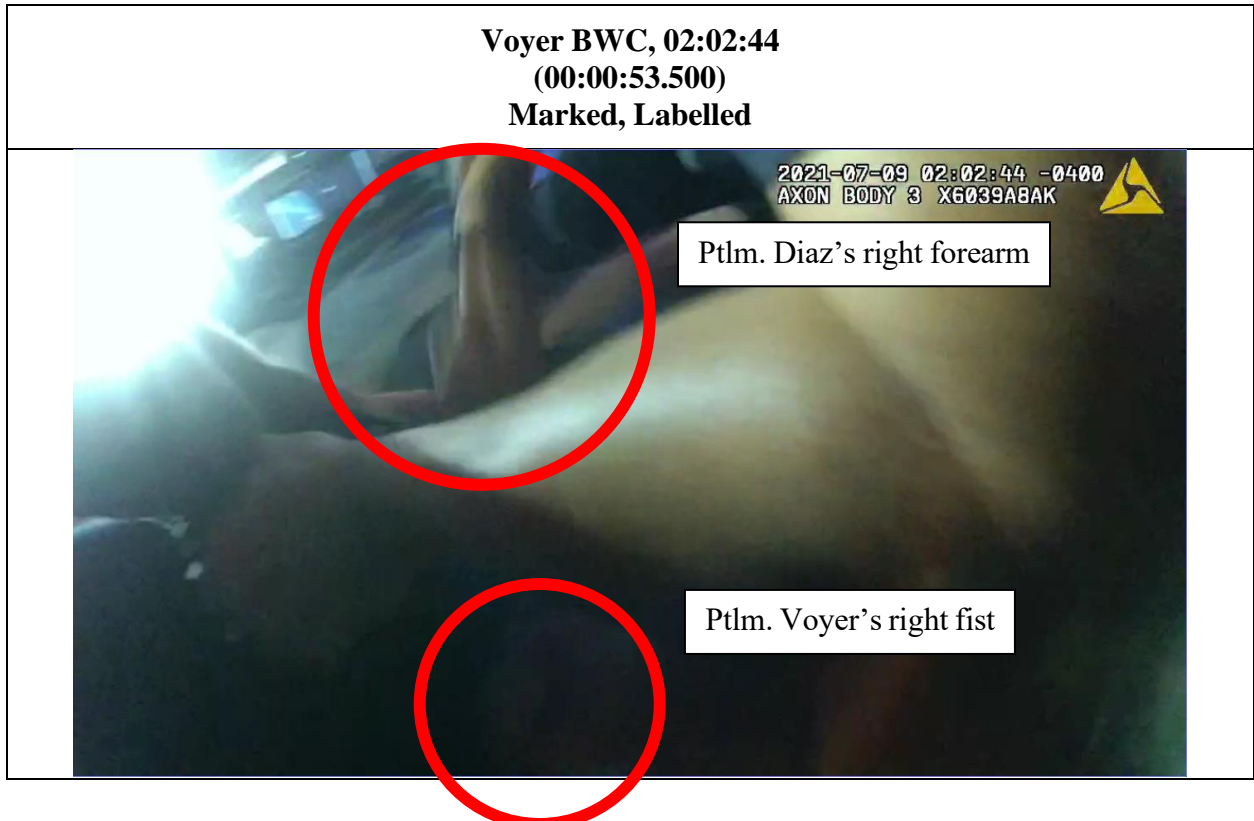 Voyer BWC, 02:02:44
(00:00:53.500)
Marked, Labelled
2021-07-09 02:02:44 -0400
AXON BODY 3 X6039A8AK
Ptlm. Diaz's right forearm
Ptlm. Voyer's right fist